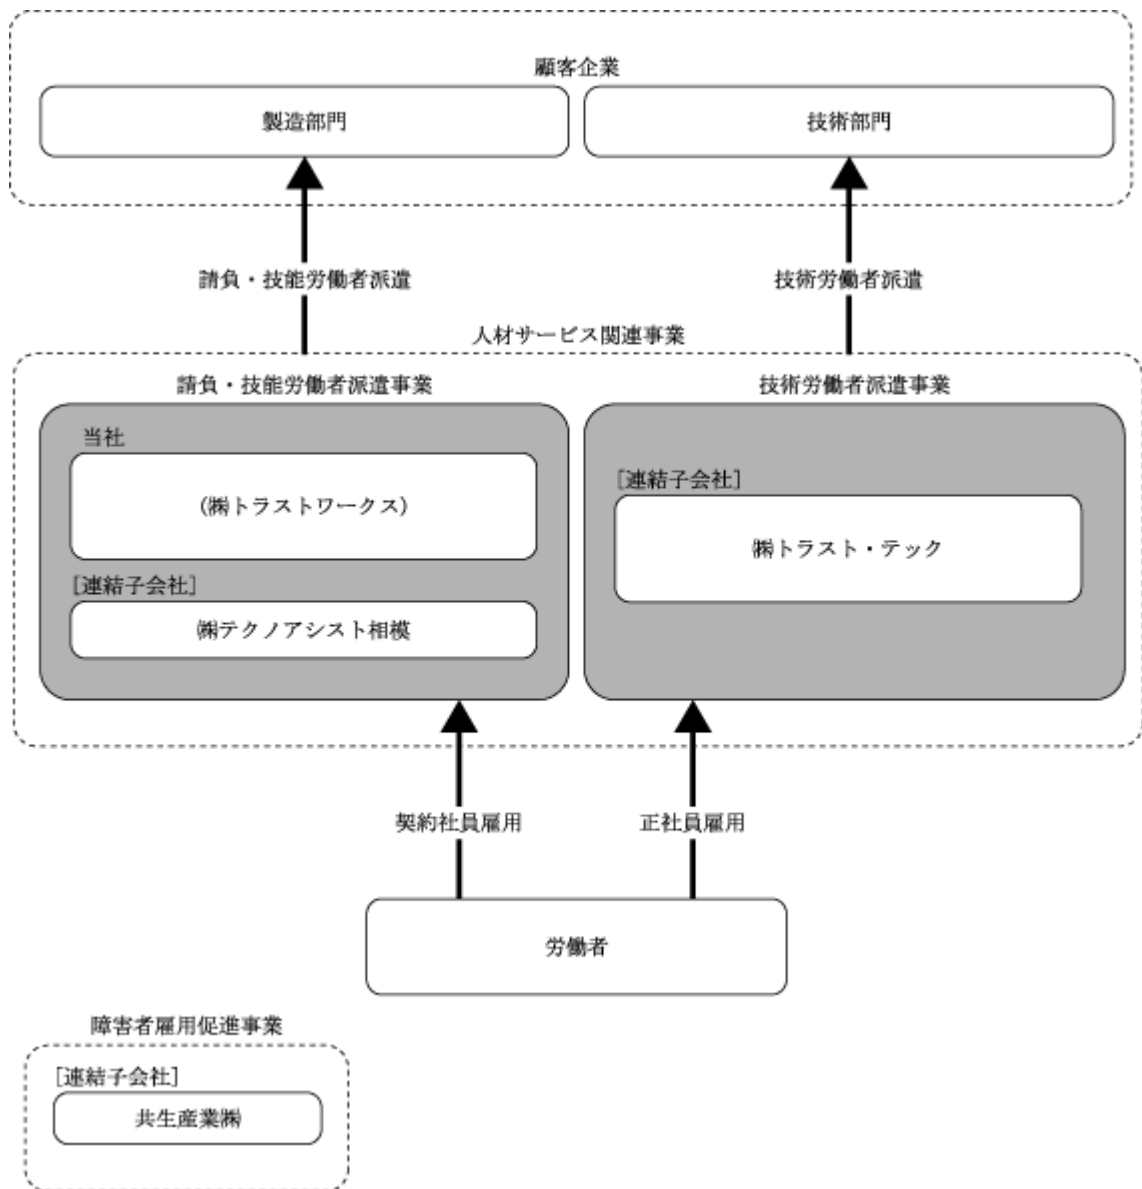 顧客企業
製造部門
技術部門
請負・技能労働者派遣
技術労働者派遣
人材サービス関連事業
請負・技能労働者派遣事業
技術労働者派遣事業
当社
(㈱トラストワークス)
[連結子会社]
㈱テクノアシスト相模
[連結子会社]
㈱トラスト・テック
契約社員雇用
正社員雇用
労働者
障害者雇用促進事業
[連結子会社]
共生産業㈱